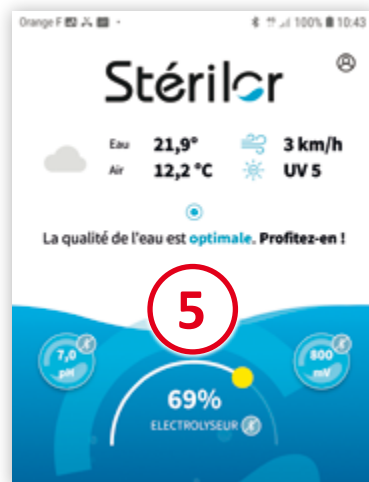 Orange F
100% 10:43
Stérilor
Eau 21,9° 3 km/h
Air 12,2 °C UV 5
La qualité de l'eau est optimale. Profitez-en !
5
7,0
pH
800
mV
69%
ELECTROLYSEUR